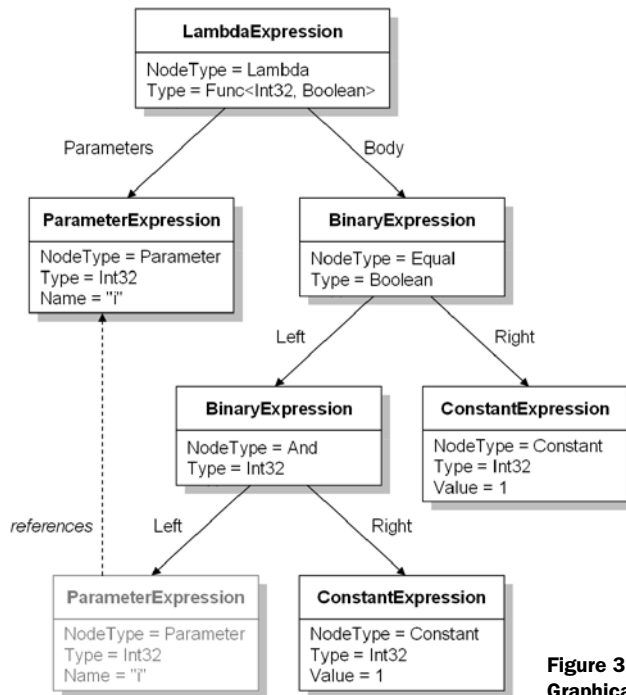 LambdaExpression
NodeType = Lambda
Type = Func<Int32, Boolean>
Parameters
Body
ParameterExpression
NodeType = Parameter
Type = Int32
Name = "i"
BinaryExpression
NodeType = Equal
Type = Boolean
Left
Right
BinaryExpression
NodeType = And
Type = Int32
ConstantExpression
NodeType = Constant
Type = Int32
Value = 1
references
Left
Right
ParameterExpression
NodeType = Parameter
Type = Int32
Name = "i"
ConstantExpression
NodeType = Constant
Type = Int32
Value = 1
Figure 3
Graphica